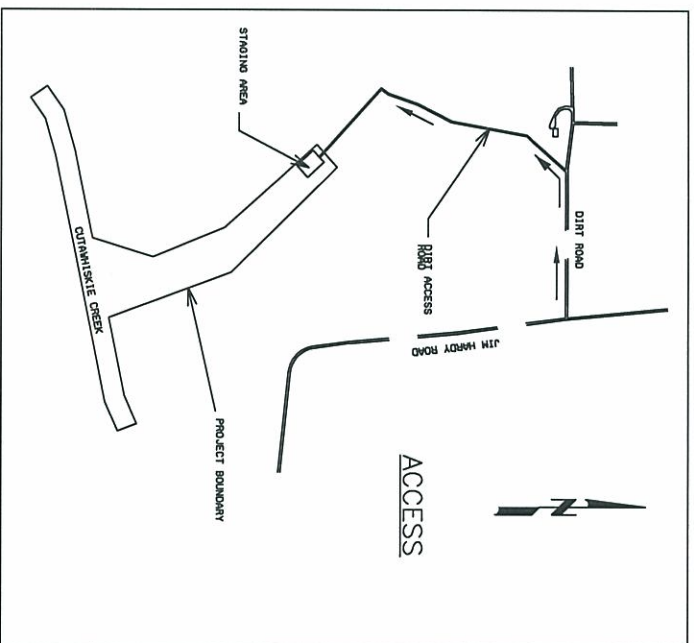 STAGING AREA
DIRT ROAD
DIRT ACCESS
ROAD
JIM HARDY ROAD
CUTAWHISKIE CREEK
PROJECT BOUNDARY
ACCESS
N